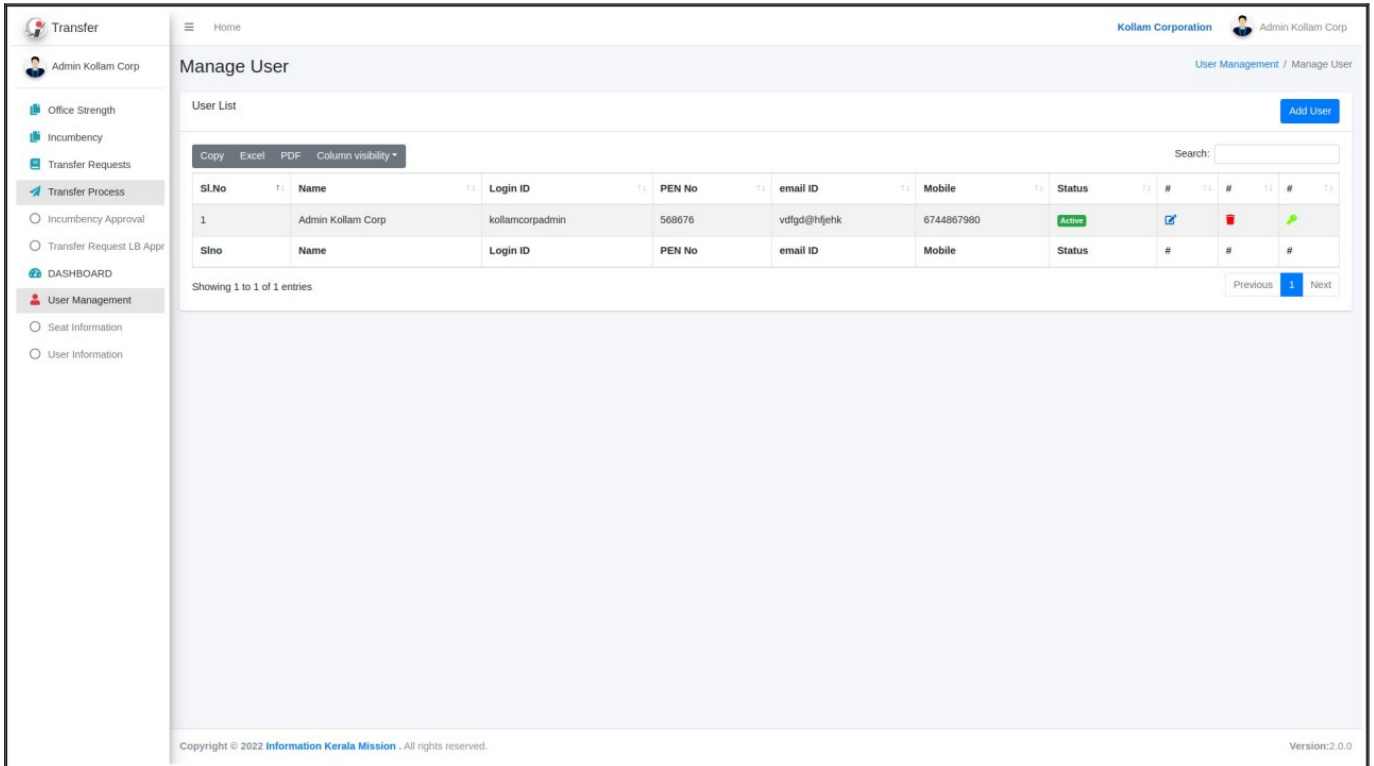 Transfer
Home
Kollam Corporation
Admin Kollam Corp
Admin Kollam Corp
Manage User
User Management / Manage User
Office Strength
Incumbency
Transfer Requests
Transfer Process
Incumbency Approval
Transfer Request LB Appr
DASHBOARD
User Management
Seat Information
User Information
User List
Add User
Copy Excel PDF Column visibility
Search:
Sl.No Name Login ID PEN No email ID Mobile Status # # #
1 Admin Kollam Corp kollamcorpadmin 568676 vdfgd@hfjehk 6744867980 Active
Slno Name Login ID PEN No email ID Mobile Status # # #
Showing 1 to 1 of 1 entries
Previous 1 Next
Copyright © 2022 Information Kerala Mission . All rights reserved.
Version:2.0.0